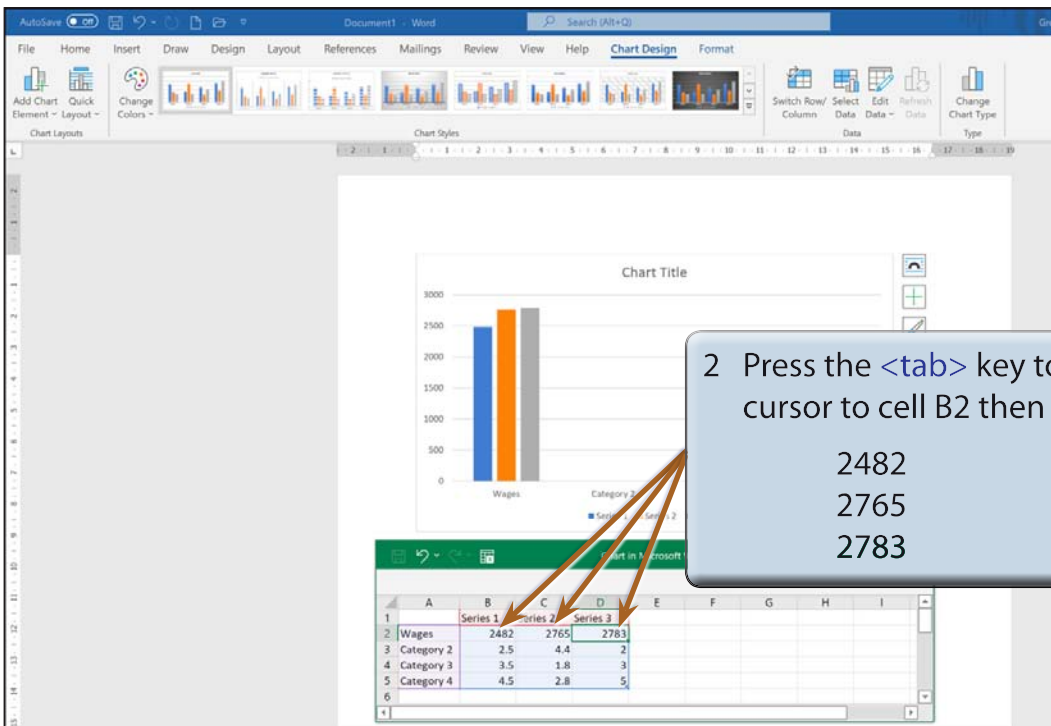 AutoSave Off Document1 - Word Search (Alt+Q)
File Home Insert Draw Design Layout References Mailings Review View Help Chart Design Format
Add Chart Element Quick Layout Change Colors Switch Row/ Column Select Data Edit Data Refresh Data Change Chart Type
Chart Layouts Chart Styles Data Type
Chart Title
3000
2500
2000
1500
1000
500
0
Wages Category 2
Series 2
2 Press the <tab> key to
cursor to cell B2 then
2482
2765
2783
Chart in Microsoft
A B C D E F G H I
1 Series 1 Series 2 Series 3
2 Wages 2482 2765 2783
3 Category 2 2.5 4.4 2
4 Category 3 3.5 1.8 3
5 Category 4 4.5 2.8 5
6